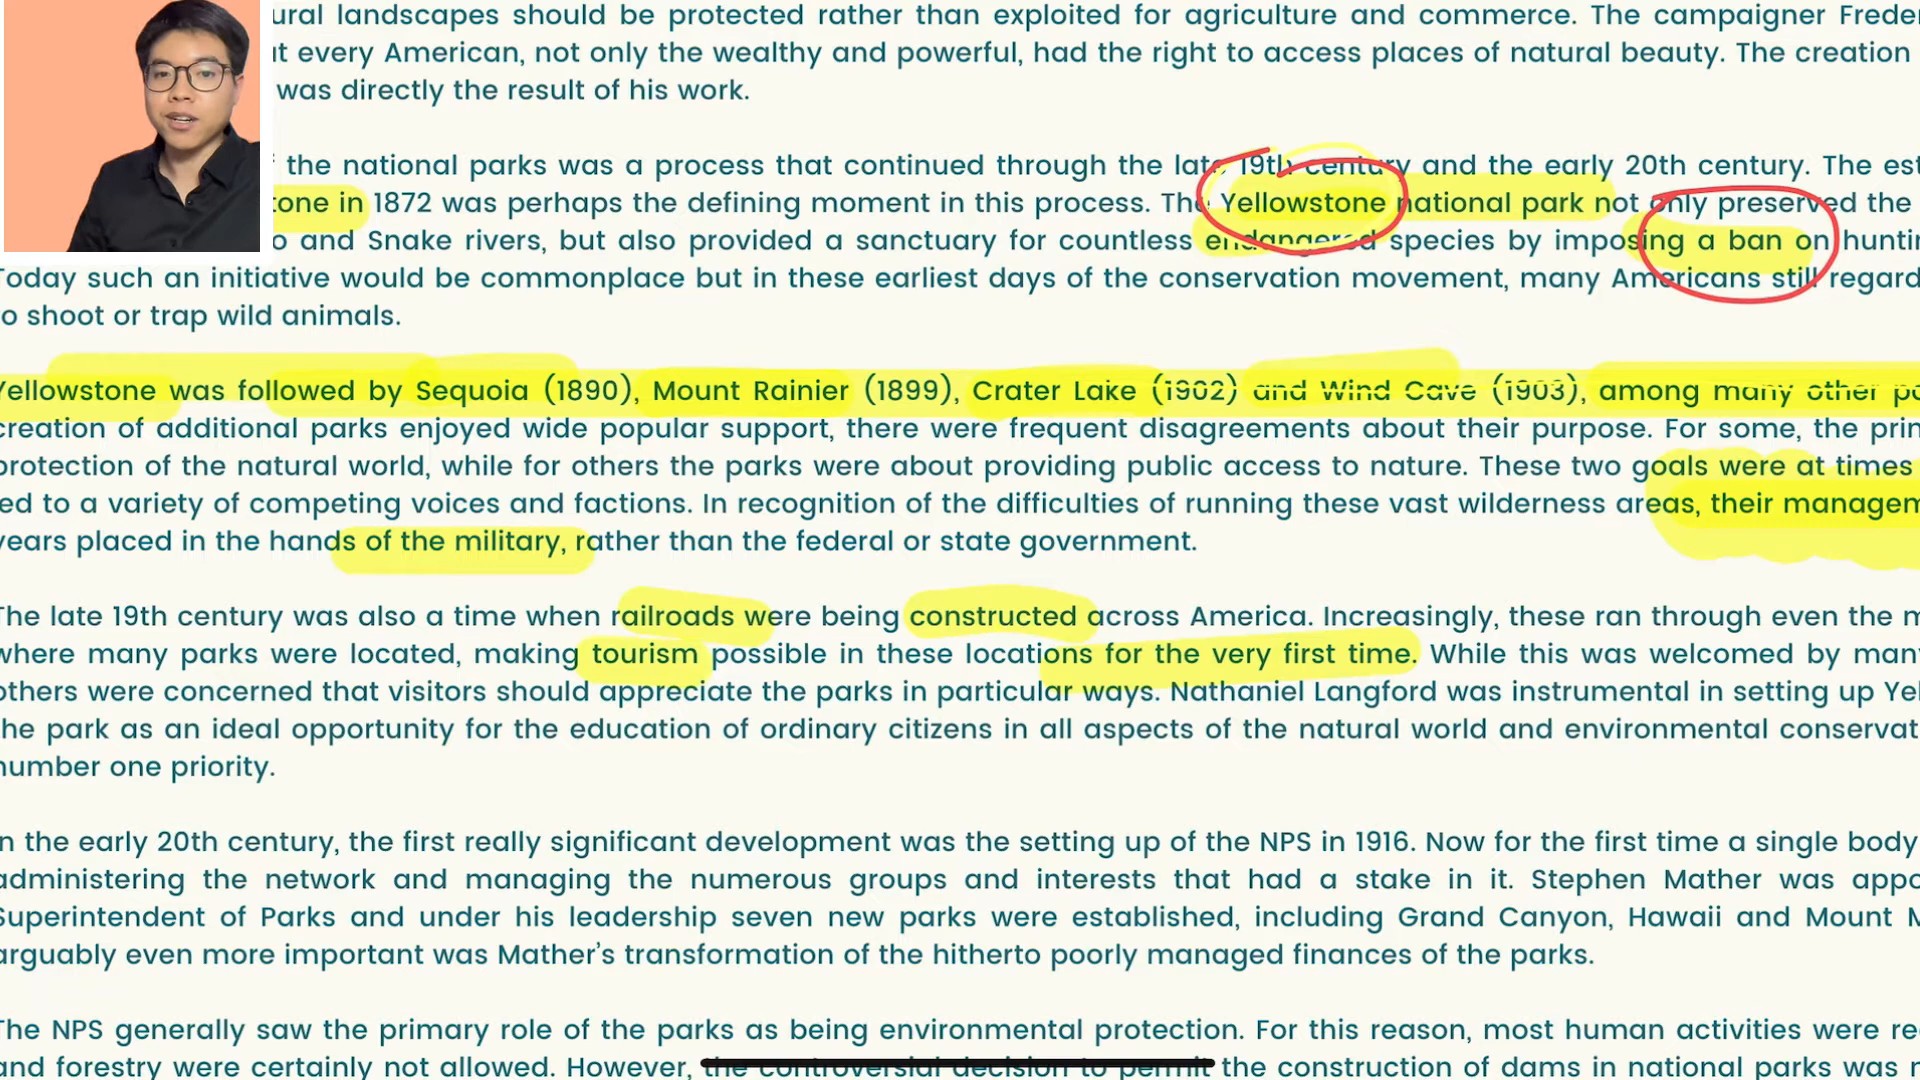 ural landscapes should be protected rather than exploited for agriculture and commerce. The campaigner Freder
at every American, not only the wealthy and powerful, had the right to access places of natural beauty. The creation
was directly the result of his work.
the national parks was a process that continued through the late 19th century and the early 20th century. The est
tone in 1872 was perhaps the defining moment in this process. The Yellowstone national park not only preserved the
o and Snake rivers, but also provided a sanctuary for countless endangered species by imposing a ban on huntin
Today such an initiative would be commonplace but in these earliest days of the conservation movement, many Americans still regard
o shoot or trap wild animals.
Yellowstone was followed by Sequoia (1890), Mount Rainier (1899), Crater Lake (1902) and Wind Cave (1903), among many other po
creation of additional parks enjoyed wide popular support, there were frequent disagreements about their purpose. For some, the prin
protection of the natural world, while for others the parks were about providing public access to nature. These two goals were at times
led to a variety of competing voices and factions. In recognition of the difficulties of running these vast wilderness areas, their managem
years placed in the hands of the military, rather than the federal or state government.
The late 19th century was also a time when railroads were being constructed across America. Increasingly, these ran through even the m
where many parks were located, making tourism possible in these locations for the very first time. While this was welcomed by man
others were concerned that visitors should appreciate the parks in particular ways. Nathaniel Langford was instrumental in setting up Yel
the park as an ideal opportunity for the education of ordinary citizens in all aspects of the natural world and environmental conservat
number one priority.
In the early 20th century, the first really significant development was the setting up of the NPS in 1916. Now for the first time a single body
administering the network and managing the numerous groups and interests that had a stake in it. Stephen Mather was appo
Superintendent of Parks and under his leadership seven new parks were established, including Grand Canyon, Hawaii and Mount M
arguably even more important was Mather's transformation of the hitherto poorly managed finances of the parks.
The NPS generally saw the primary role of the parks as being environmental protection. For this reason, most human activities were re
and forestry were certainly not allowed. However, the controversial decision to permit the construction of dams in national parks was